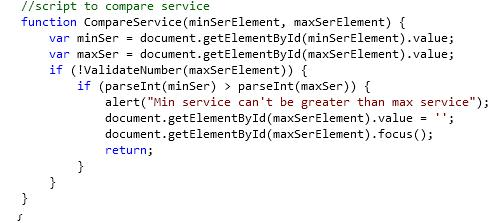 //script to compare service
function CompareService(minSerElement, maxSerElement) {
var minSer = document.getElementById(minSerElement).value;
var maxSer = document.getElementById(maxSerElement).value;
if (!ValidateNumber(maxSerElement)) {
if (parseInt(minSer) > parseInt(maxSer)) {
alert("Min service can't be greater than max service");
document.getElementById(maxSerElement).value = '';
document.getElementById(maxSerElement).focus();
return;
}
}
}